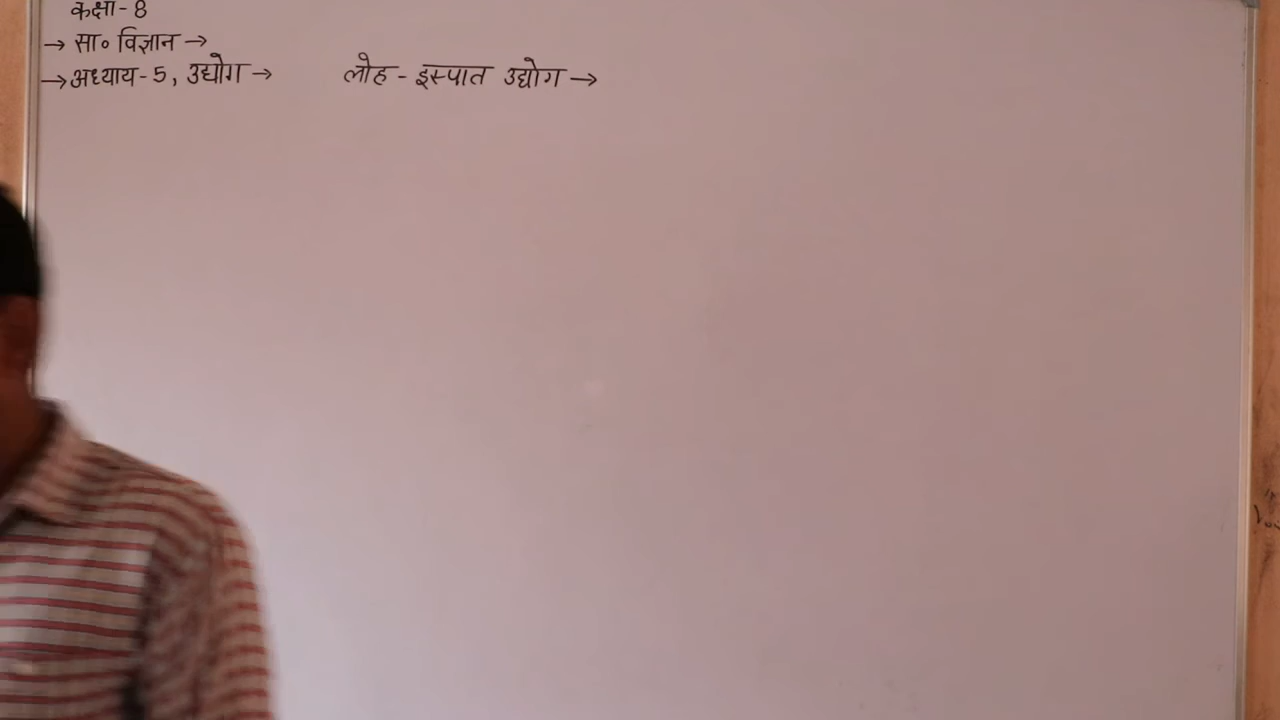 कक्षा - 8
→ सा० विज्ञान →
→ अध्याय - 5, उद्योग → लोह - इस्पात उद्योग →